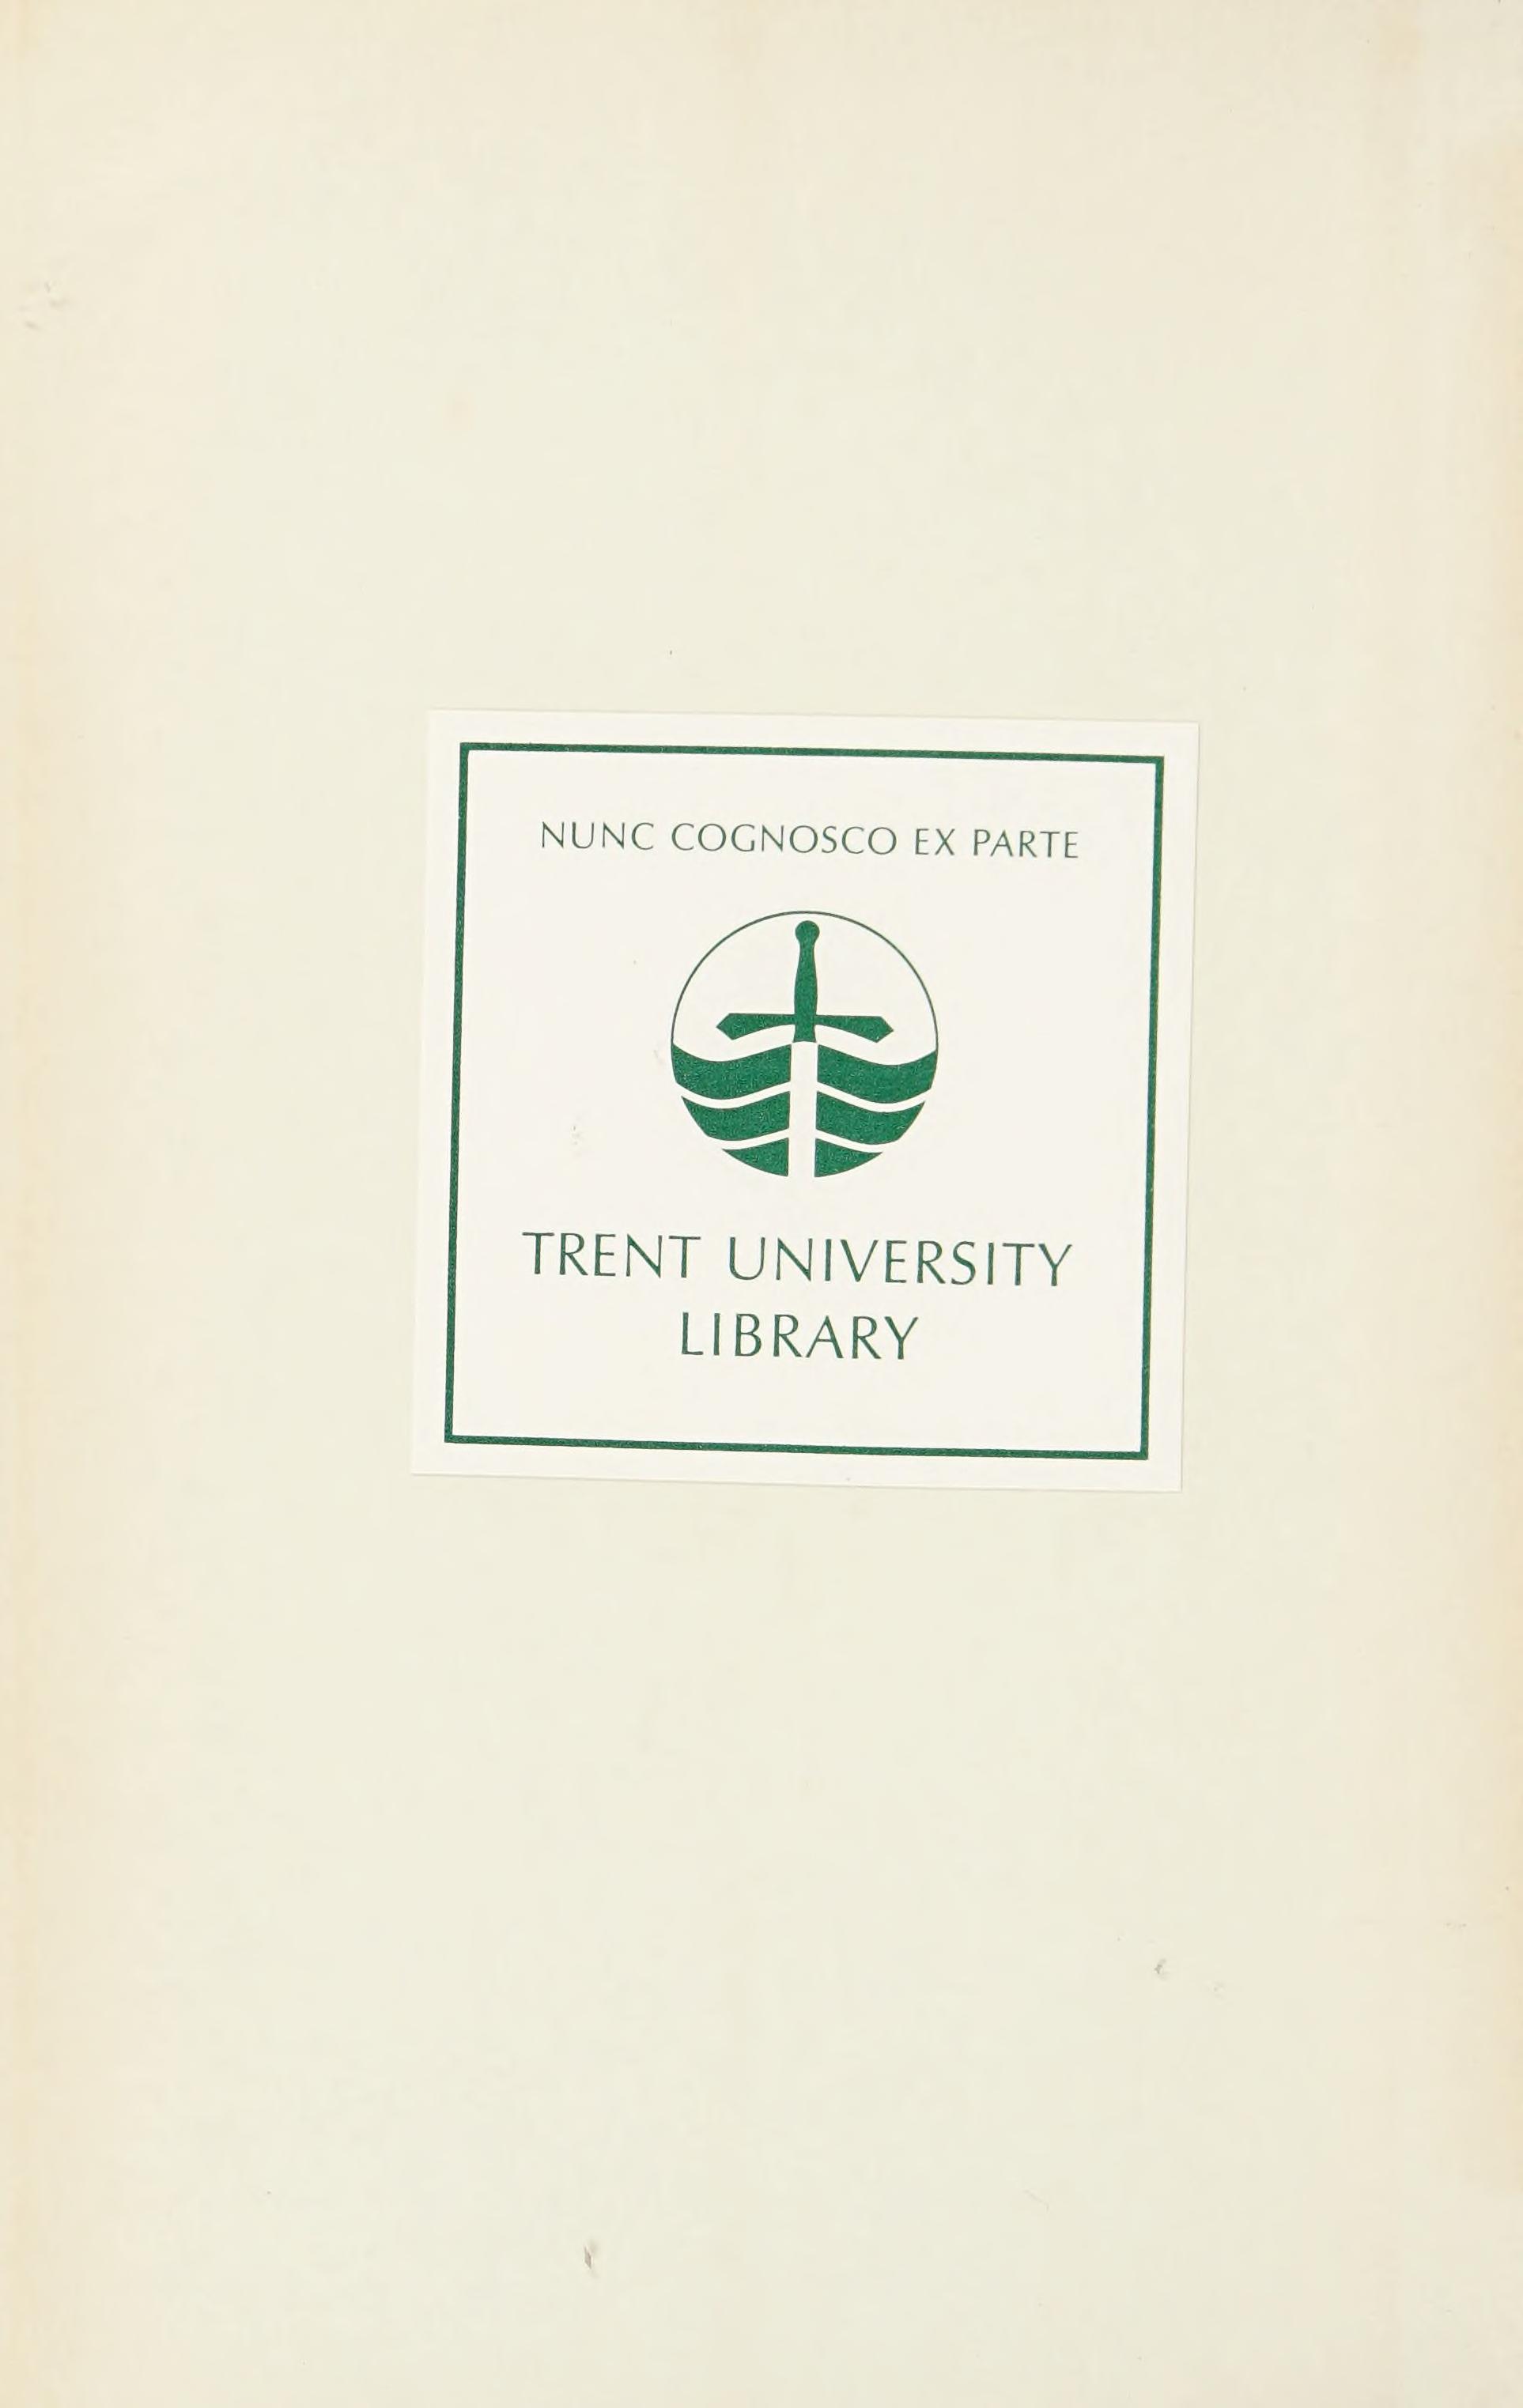 NUNC COGNOSCO EX PARTE
TRENT UNIVERSITY
LIBRARY